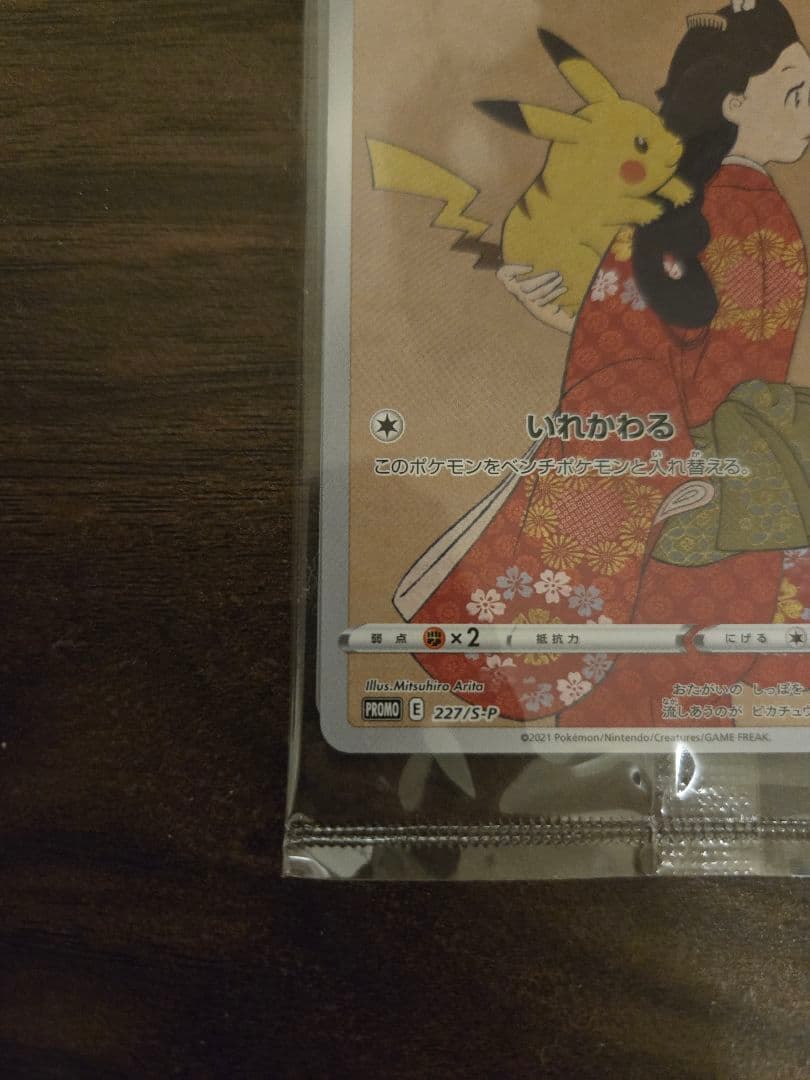 いれかわる
このポケモンをベンチポケモンと入れ替える。
弱点 ×2 抵抗力 にげる
Illus.Mitsuhiro Arita
おたがいの しっぽを
PROMO E 227/S-P
流しあうのが ピカチュウ
©2021 Pokémon/Nintendo/Creatures/GAME FREAK.